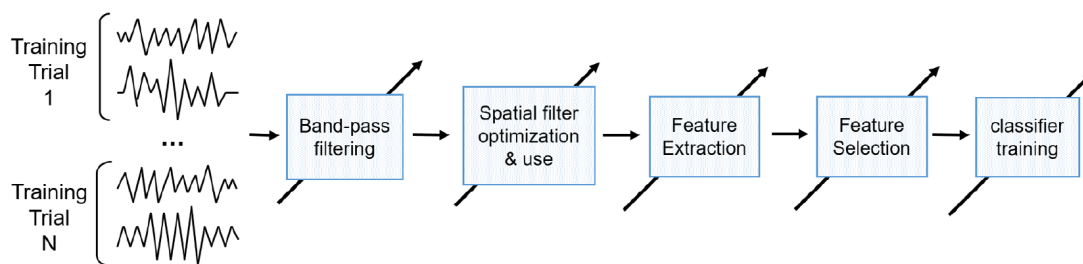 Training
Trial
1
...
Training
Trial
N
Band-pass
filtering
Spatial filter
optimization
& use
Feature
Extraction
Feature
Selection
classifier
training